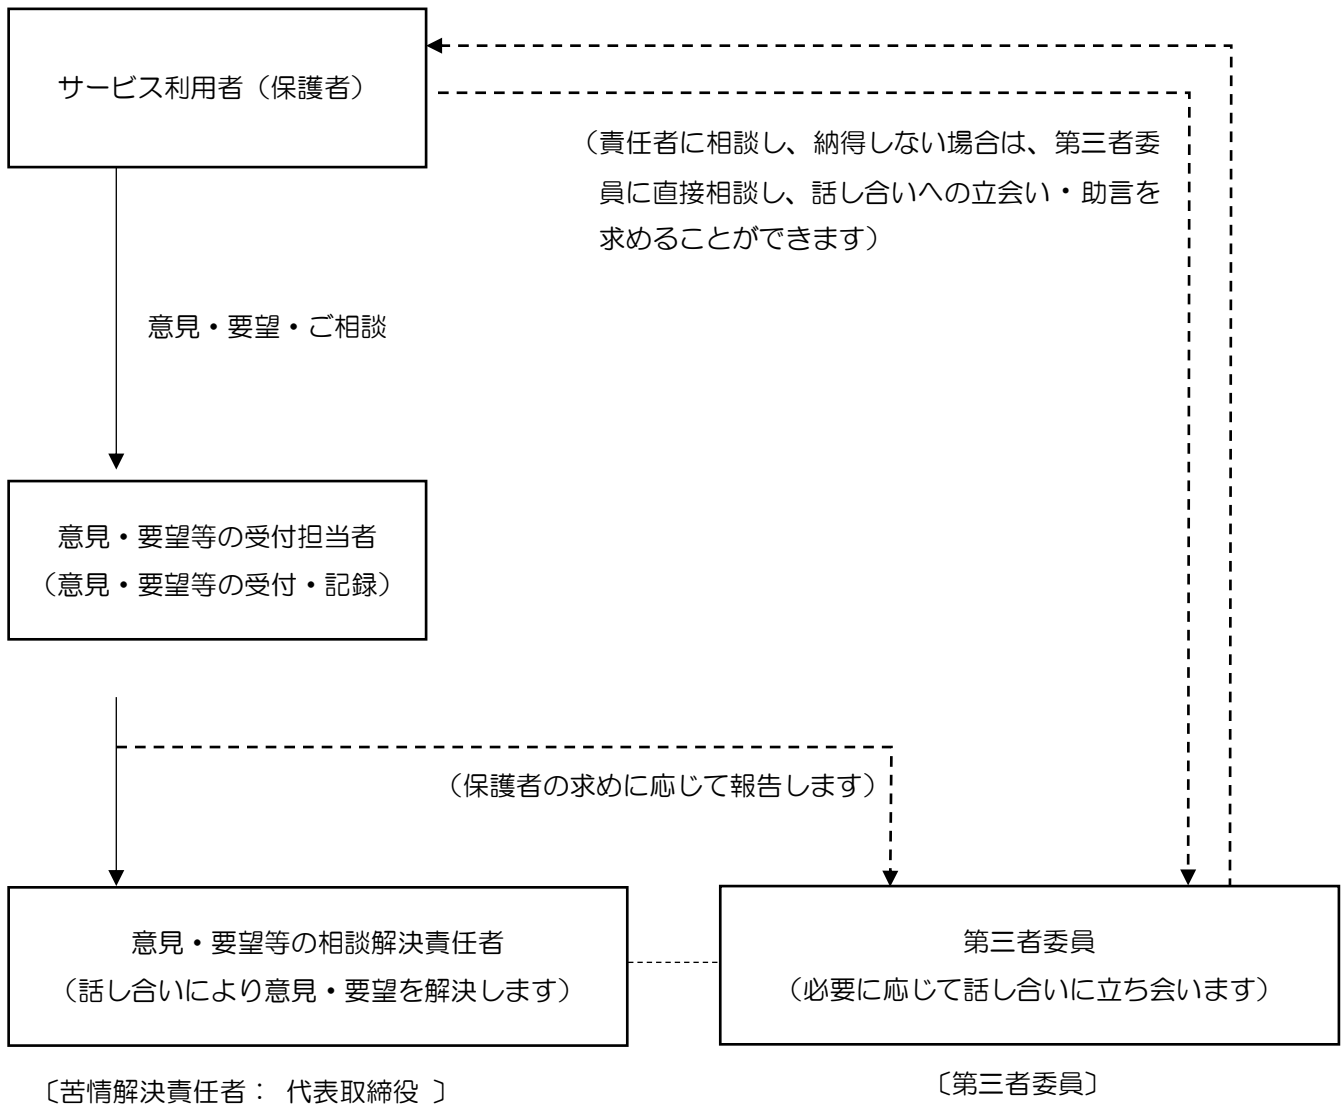 サービス利用者（保護者）
（責任者に相談し、納得しない場合は、第三者委
員に直接相談し、話し合いへの立会い・助言を
求めることができます）
意見・要望・ご相談
意見・要望等の受付担当者
（意見・要望等の受付・記録）
（保護者の求めに応じて報告します）
意見・要望等の相談解決責任者
（話し合いにより意見・要望を解決します）
第三者委員
（必要に応じて話し合いに立ち会います）
〔苦情解決責任者： 代表取締役 〕
〔第三者委員〕